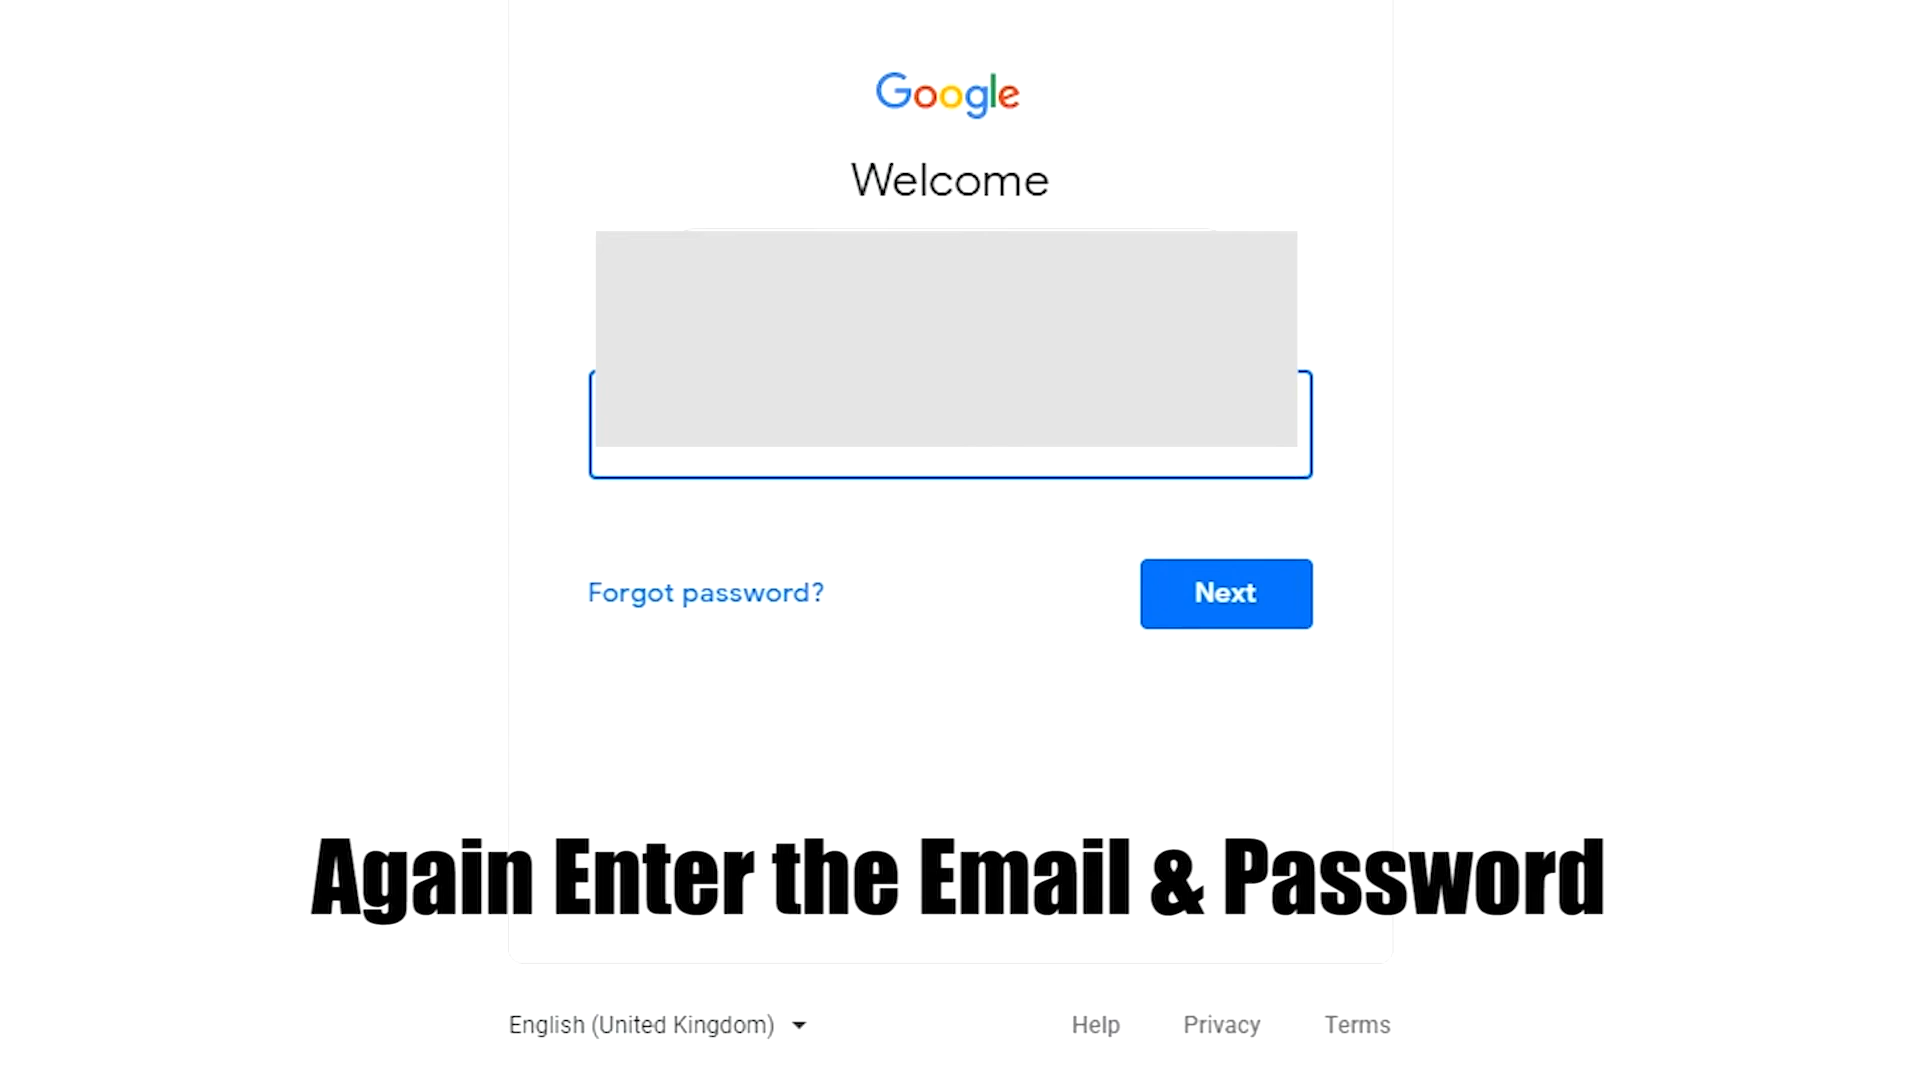 Google
Welcome
Forgot password?
Next
Again Enter the Email & Password
English (United Kingdom)
Help
Privacy
Terms